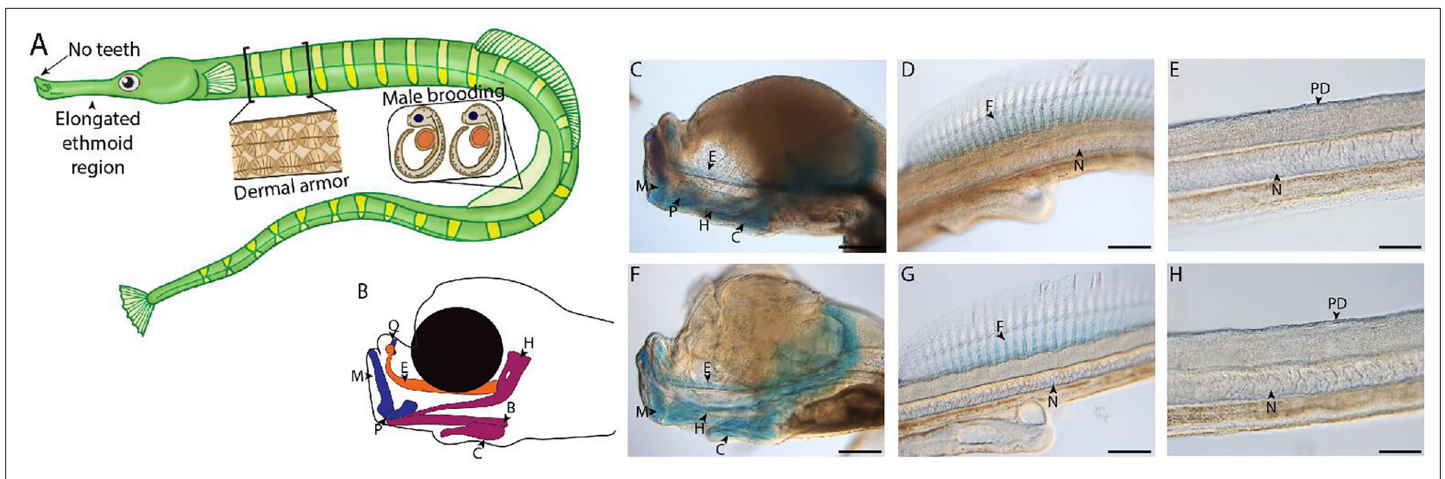 A
No teeth
Elongated
ethmoid
region
Dermal armor
Male brooding
B
O
E
M
H
B
P
C
C
E
M
P
H
C
D
F
N
E
PD
N
F
E
M
H
C
G
F
N
H
PD
N